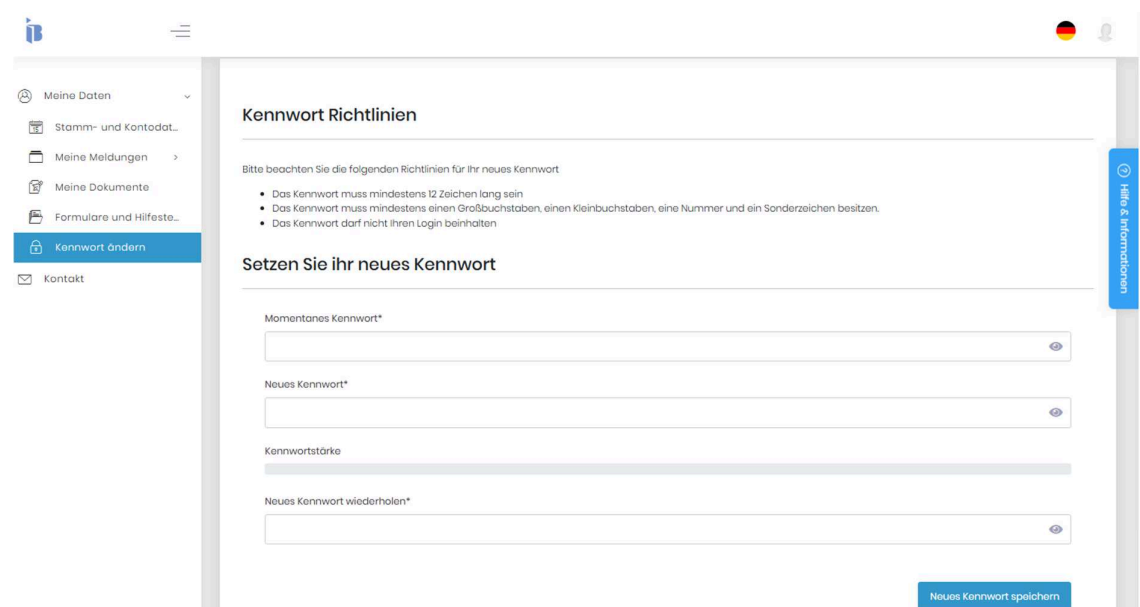 Meine Daten
Stamm- und Kontodat...
Meine Meldungen
Meine Dokumente
Formulare und Hilfeste...
Kennwort ändern
Kontakt
Kennwort Richtlinien
Bitte beachten Sie die folgenden Richtlinien für Ihr neues Kennwort
• Das Kennwort muss mindestens 12 Zeichen lang sein
• Das Kennwort muss mindestens einen Großbuchstaben, einen Kleinbuchstaben, eine Nummer und ein Sonderzeichen besitzen.
• Das Kennwort darf nicht Ihren Login beinhalten
Setzen Sie ihr neues Kennwort
Momentanes Kennwort*
Neues Kennwort*
Kennwortstärke
Neues Kennwort wiederholen*
Neues Kennwort speichern
Hilfe & Informationen